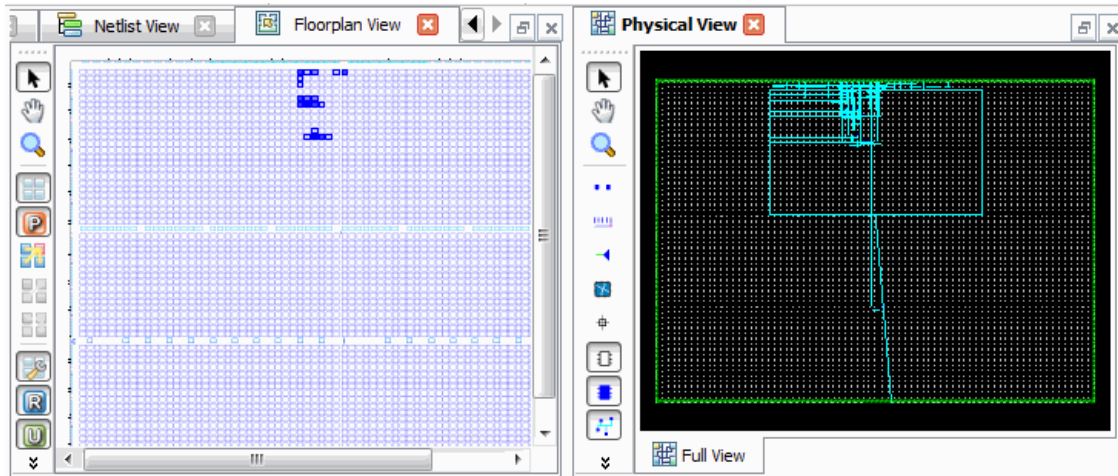 Netlist View
Floorplan View
Physical View
P
R
U
Full View